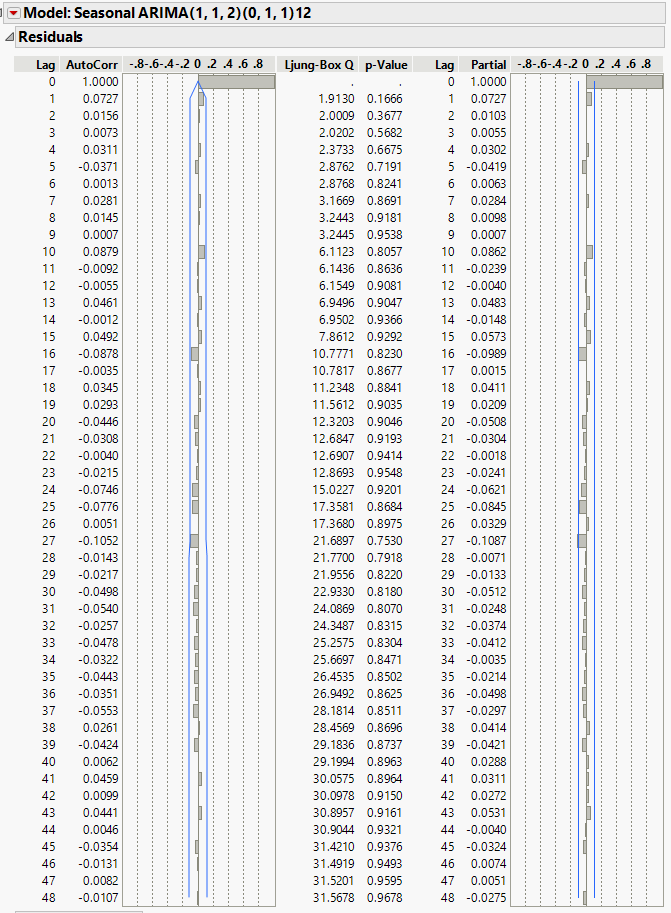 Model: Seasonal ARIMA(1, 1, 2)(0, 1, 1)12
Residuals
Lag AutoCorr -.8-.6-.4-.2 0 .2 .4 .6 .8 Ljung-Box Q p-Value Lag Partial -.8-.6-.4-.2 0 .2 .4 .6 .8
0 1.0000 . . 0 1.0000
1 0.0727 1.9130 0.1666 1 0.0727
2 0.0156 2.0009 0.3677 2 0.0103
3 0.0073 2.0202 0.5682 3 0.0055
4 0.0311 2.3733 0.6675 4 0.0302
5 -0.0371 2.8762 0.7191 5 -0.0419
6 0.0013 2.8768 0.8241 6 0.0063
7 0.0281 3.1669 0.8691 7 0.0284
8 0.0145 3.2443 0.9181 8 0.0098
9 0.0007 3.2445 0.9538 9 0.0007
10 0.0879 6.1123 0.8057 10 0.0862
11 -0.0092 6.1436 0.8636 11 -0.0239
12 -0.0055 6.1549 0.9081 12 -0.0040
13 0.0461 6.9496 0.9047 13 0.0483
14 -0.0012 6.9502 0.9366 14 -0.0148
15 0.0492 7.8612 0.9292 15 0.0573
16 -0.0878 10.7771 0.8230 16 -0.0989
17 -0.0035 10.7817 0.8677 17 0.0015
18 0.0345 11.2348 0.8841 18 0.0411
19 0.0293 11.5612 0.9035 19 0.0209
20 -0.0446 12.3203 0.9046 20 -0.0508
21 -0.0308 12.6847 0.9193 21 -0.0304
22 -0.0040 12.6907 0.9414 22 -0.0018
23 -0.0215 12.8693 0.9548 23 -0.0241
24 -0.0746 15.0227 0.9201 24 -0.0621
25 -0.0776 17.3581 0.8684 25 -0.0845
26 0.0051 17.3680 0.8975 26 0.0329
27 -0.1052 21.6897 0.7530 27 -0.1087
28 -0.0143 21.7700 0.7918 28 -0.0071
29 -0.0217 21.9556 0.8220 29 -0.0133
30 -0.0498 22.9330 0.8180 30 -0.0512
31 -0.0540 24.0869 0.8070 31 -0.0248
32 -0.0257 24.3487 0.8315 32 -0.0374
33 -0.0478 25.2575 0.8304 33 -0.0412
34 -0.0322 25.6697 0.8471 34 -0.0035
35 -0.0443 26.4535 0.8502 35 -0.0214
36 -0.0351 26.9492 0.8625 36 -0.0498
37 -0.0553 28.1814 0.8511 37 -0.0297
38 0.0261 28.4569 0.8696 38 0.0414
39 -0.0424 29.1836 0.8737 39 -0.0421
40 0.0062 29.1994 0.8963 40 0.0288
41 0.0459 30.0575 0.8964 41 0.0311
42 0.0099 30.0978 0.9150 42 0.0272
43 0.0441 30.8957 0.9161 43 0.0531
44 0.0046 30.9044 0.9321 44 -0.0040
45 -0.0354 31.4210 0.9376 45 -0.0324
46 -0.0131 31.4919 0.9493 46 0.0074
47 0.0082 31.5201 0.9595 47 0.0051
48 -0.0107 31.5678 0.9678 48 -0.0275